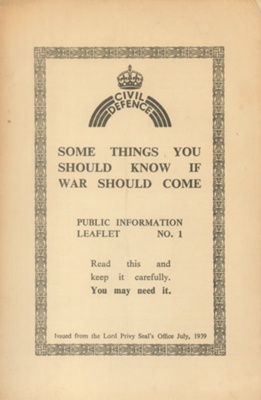 CIVIL
DEFENCE
SOME THINGS YOU
SHOULD KNOW IF
WAR SHOULD COME
PUBLIC INFORMATION
LEAFLET NO. 1
Read this and
keep it carefully.
You may need it.
Issued from the Lord Privy Seal's Office July, 1939